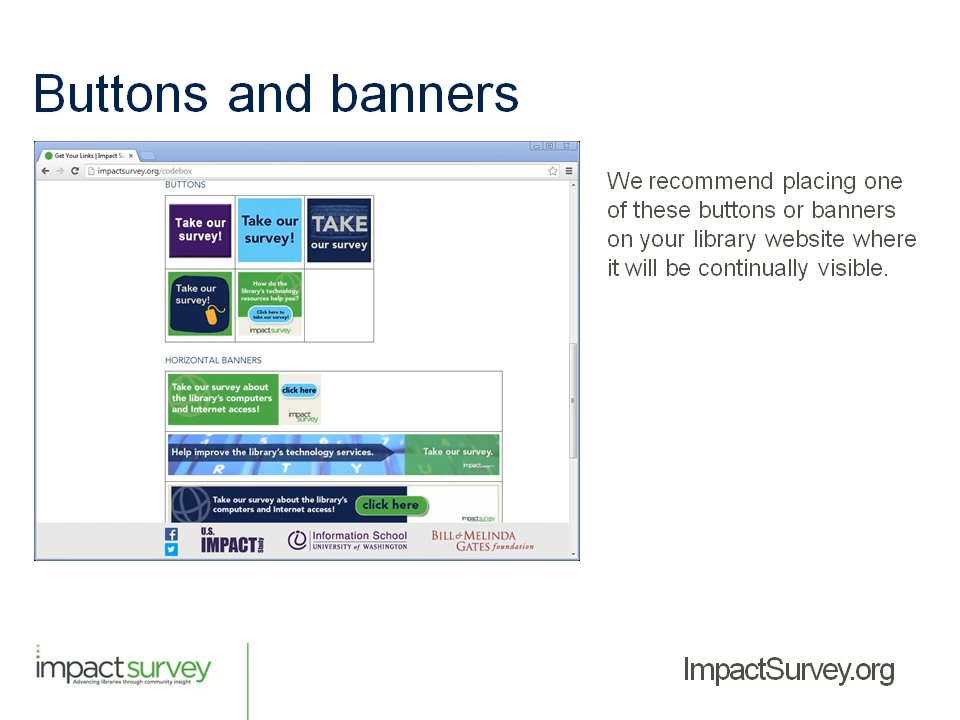 Buttons and banners
Get Your Links | Impact Su
impactsurvey.org/codebox
BUTTONS
Take our
survey!
Take our
survey!
TAKE
our survey
Take our
survey!
How do the
library's technology
resources help you?
Click here to
take our survey!
impactsurvey
HORIZONTAL BANNERS
Take our survey about
the library's computers
and Internet access!
click here
impact
survey
Help improve the library's technology services.
Take our survey.
R T Y
Take our survey about the library's
computers and Internet access!
click here
impactsurvey
U.S.
IMPACT Study
Information School
UNIVERSITY OF WASHINGTON
BILL & MELINDA
GATES foundation
We recommend placing one
of these buttons or banners
on your library website where
it will be continually visible.
impactsurvey
Advancing libraries through community insight
ImpactSurvey.org